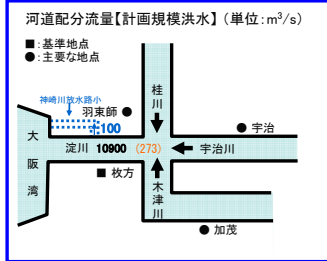 河道配分流量【計画規模洪水】（単位：m³/s）
■：基準地点
●：主要な地点
神崎川放水路小
羽束師
桂川
100
●宇治
大阪湾
淀川 10900 (273)
宇治川
■枚方
木津川
●加茂